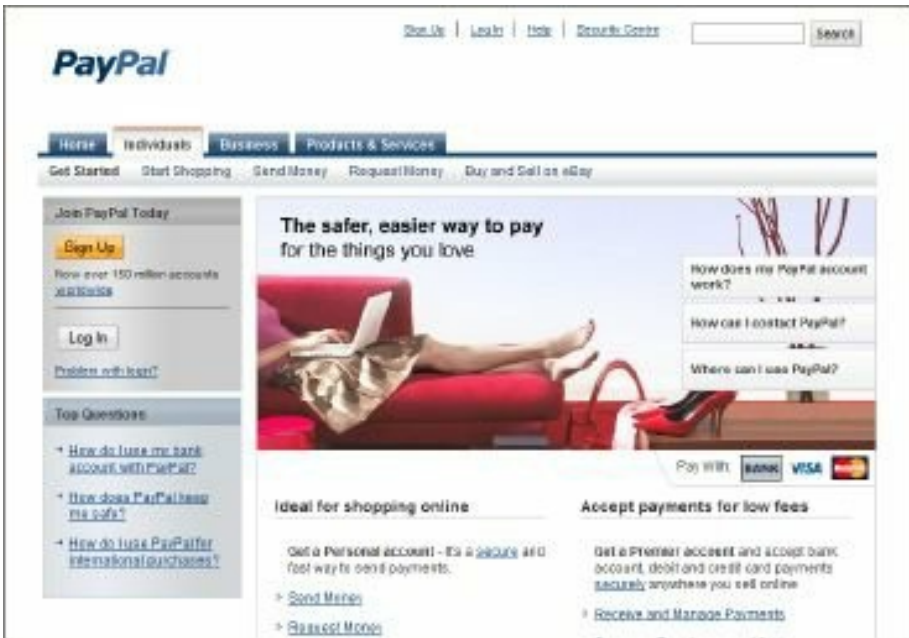 Sign Up | Log In | Help | Security Centre
Search
PayPal
Home
Individuals
Business
Products & Services
Get Started
Start Shopping
Send Money
Request Money
Buy and Sell on eBay
Join PayPal Today
Sign Up
Now over 150 million accounts
worldwide
Log In
Problem with login?
Top Questions
How do I use my bank
account with PayPal?
How does PayPal keep
me safe?
How do I use PayPal for
international purchases?
The safer, easier way to pay
for the things you love
How does my PayPal account
work?
How can I contact PayPal?
Where can I use PayPal?
Pay With:
BANK
VISA
MasterCard
Ideal for shopping online
Get a Personal account - It's a secure and
fast way to send payments.
Send Money
Request Money
Accept payments for low fees
Get a Premier account and accept bank
account, debit and credit card payments
securely anywhere you sell online
Receive and Manage Payments